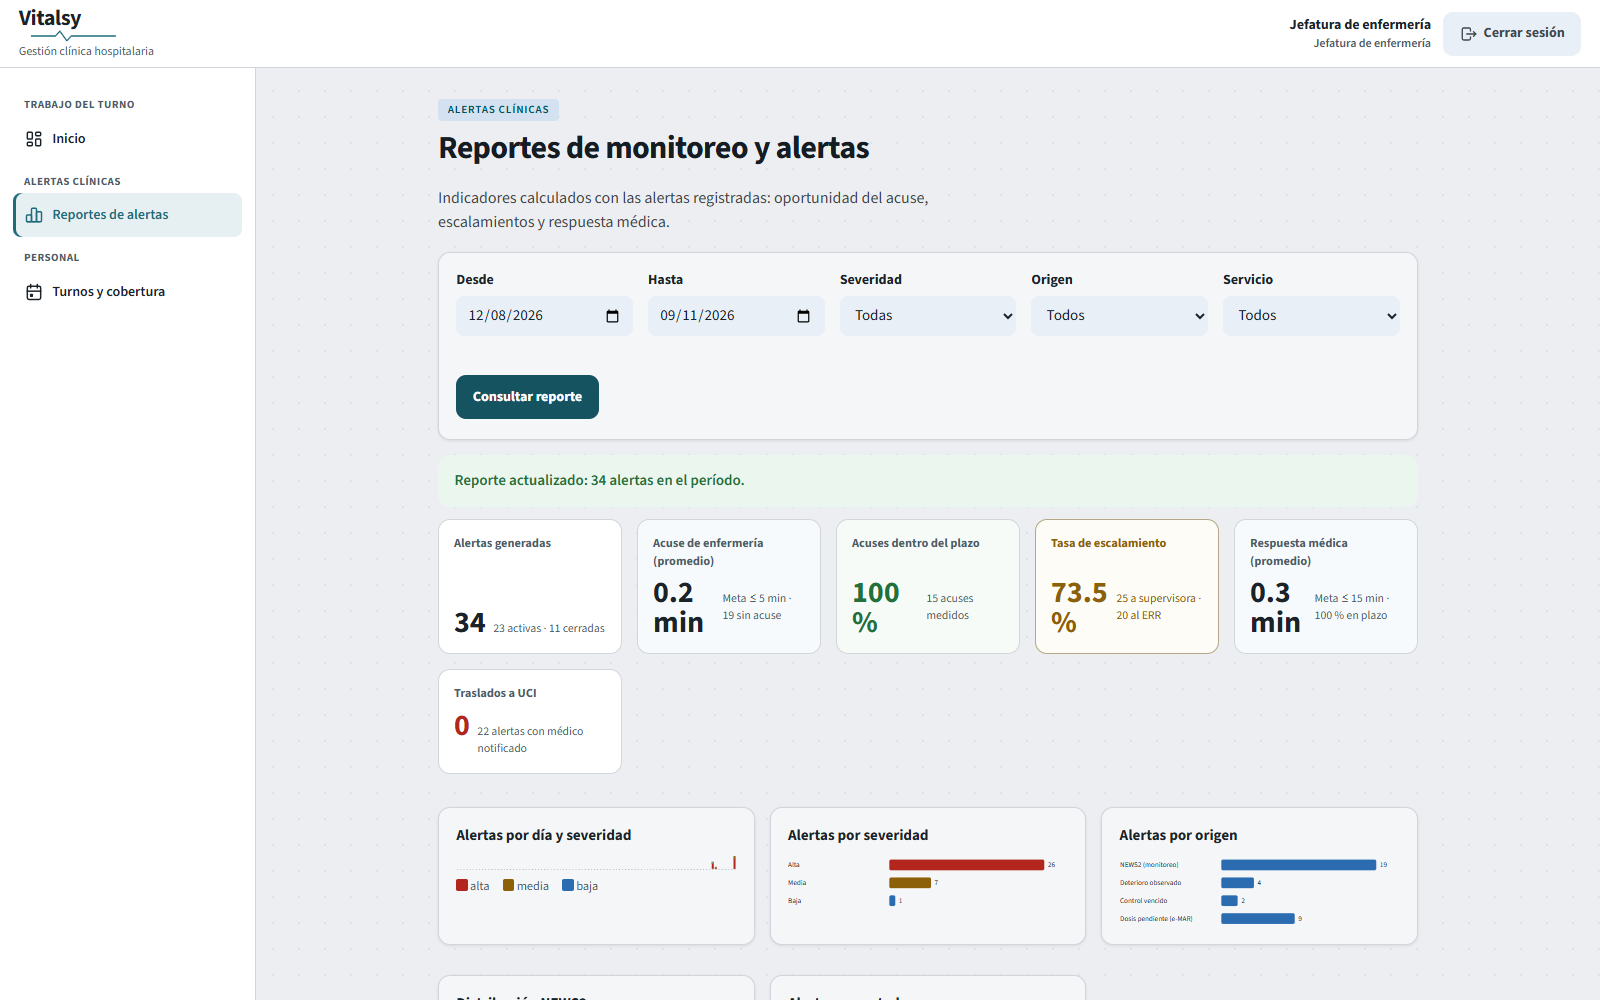 Vitalsy
Gestión clínica hospitalaria
Jefatura de enfermería
Jefatura de enfermería
Cerrar sesión
TRABAJO DEL TURNO
Inicio
ALERTAS CLÍNICAS
Reportes de alertas
PERSONAL
Turnos y cobertura
ALERTAS CLÍNICAS
Reportes de monitoreo y alertas
Indicadores calculados con las alertas registradas: oportunidad del acuse,
escalamientos y respuesta médica.
Desde
Hasta
Severidad
Origen
Servicio
12/08/2026
09/11/2026
Todas
Todos
Todos
Consultar reporte
Reporte actualizado: 34 alertas en el período.
Alertas generadas
34 23 activas · 11 cerradas
Acuse de enfermería
(promedio)
0.2
min
Meta ≤ 5 min ·
19 sin acuse
Acuses dentro del plazo
100
%
15 acuses
medidos
Tasa de escalamiento
73.5
%
25 a supervisora ·
20 al ERR
Respuesta médica
(promedio)
0.3
min
Meta ≤ 15 min ·
100 % en plazo
Traslados a UCI
0 22 alertas con médico
notificado
Alertas por día y severidad
alta media baja
Alertas por severidad
Alta 26
Media 7
Baja 1
Alertas por origen
NEWS2 (monitoreo) 19
Deterioro observado 4
Control vencido 2
Dosis pendiente (e-MAR) 9